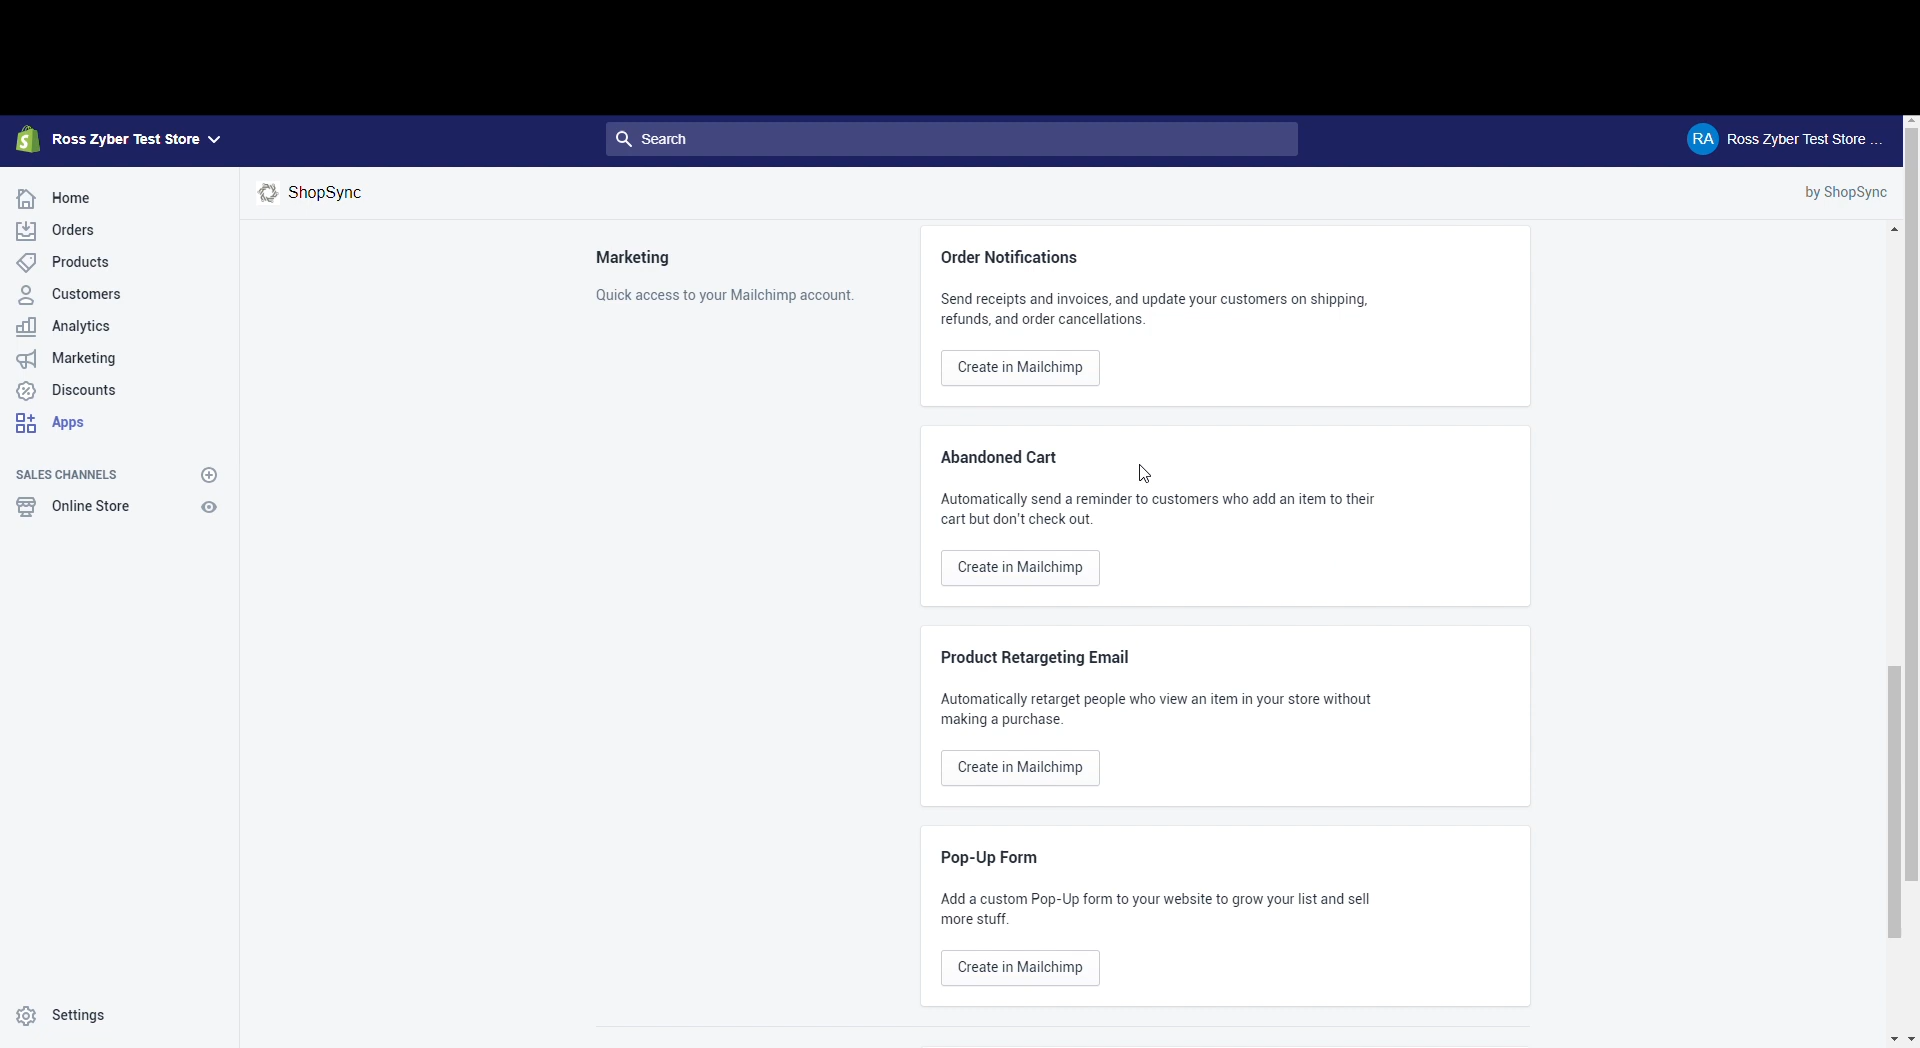 Ross Zyber Test Store
Search
RA Ross Zyber Test Store ...
Home
Orders
Products
Customers
Analytics
Marketing
Discounts
Apps
SALES CHANNELS
Online Store
Settings
ShopSync
by ShopSync
Marketing
Quick access to your Mailchimp account.
Order Notifications
Send receipts and invoices, and update your customers on shipping,
refunds, and order cancellations.
Create in Mailchimp
Abandoned Cart
Automatically send a reminder to customers who add an item to their
cart but don't check out.
Create in Mailchimp
Product Retargeting Email
Automatically retarget people who view an item in your store without
making a purchase.
Create in Mailchimp
Pop-Up Form
Add a custom Pop-Up form to your website to grow your list and sell
more stuff.
Create in Mailchimp